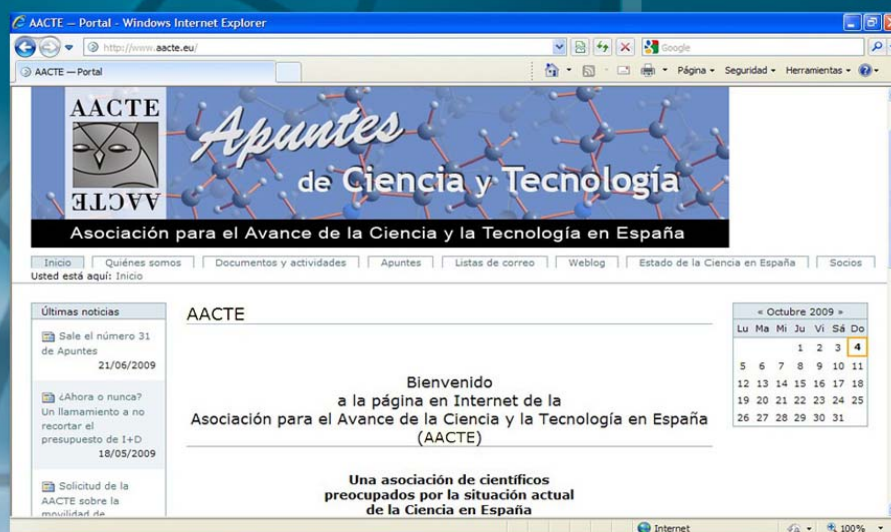 AACTE — Portal - Windows Internet Explorer
http://www.aacte.eu/
Google
AACTE — Portal
Página
Seguridad
Herramientas
AACTE
AACTE
Apuntes
de Ciencia y Tecnología
Asociación para el Avance de la Ciencia y la Tecnología en España
Inicio Quiénes somos Documentos y actividades Apuntes Listas de correo Weblog Estado de la Ciencia en España Socios
Usted está aquí: Inicio
Últimas noticias
Sale el número 31
de Apuntes
21/06/2009
¿Ahora o nunca?
Un llamamiento a no
recortar el
presupuesto de I+D
18/05/2009
Solicitud de la
AACTE sobre la
movilidad de
AACTE
Bienvenido
a la página en Internet de la
Asociación para el Avance de la Ciencia y la Tecnología en España
(AACTE)
Una asociación de científicos
preocupados por la situación actual
de la Ciencia en España
« Octubre 2009 »
Lu Ma Mi Ju Vi Sá Do
1 2 3 4
5 6 7 8 9 10 11
12 13 14 15 16 17 18
19 20 21 22 23 24 25
26 27 28 29 30 31
Internet
100%